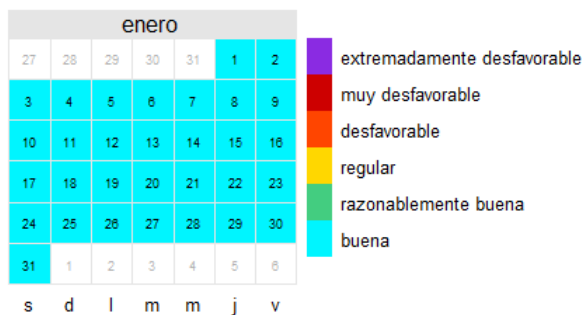 enero
27 28 29 30 31 1 2
3 4 5 6 7 8 9
10 11 12 13 14 15 16
17 18 19 20 21 22 23
24 25 26 27 28 29 30
31 1 2 3 4 5 6
s d l m m j v
extremadamente desfavorable
muy desfavorable
desfavorable
regular
razonablemente buena
buena